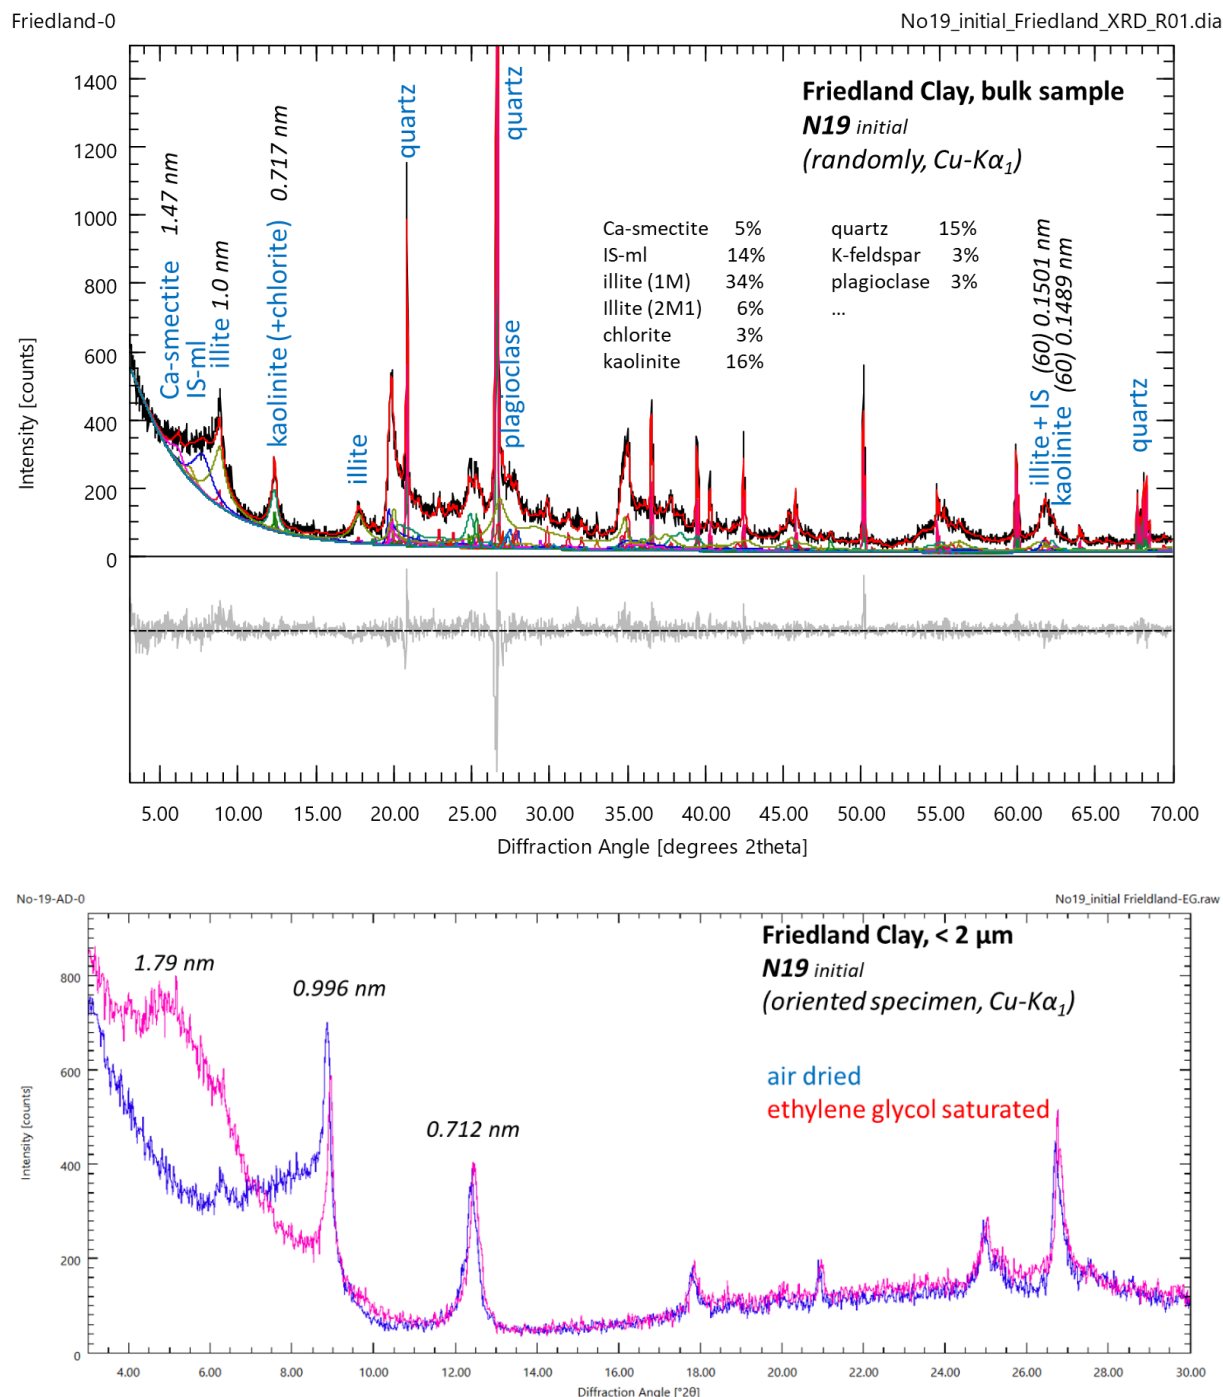 Friedland-0
No19_initial_Friedland_XRD_R01.dia
Friedland Clay, bulk sample
N19 initial
(randomly, Cu-Kα1)
1400
1200
1000
800
600
400
200
0
Intensity [counts]
Ca-smectite 1.47 nm
IS-ml
illite 1.0 nm
kaolinite (+chlorite) 0.717 nm
illite
quartz
quartz
plagioclase
illite + IS (60) 0.1501 nm
kaolinite (60) 0.1489 nm
quartz
Ca-smectite 5% quartz 15%
IS-ml 14% K-feldspar 3%
illite (1M) 34% plagioclase 3%
Illite (2M1) 6% ...
chlorite 3%
kaolinite 16%
5.00 10.00 20.00 25.00 30.00 35.00 40.00 45.00 50.00 55.00 60.00 65.00 70.00
Diffraction Angle [degrees 2theta]
No-19-AD-0
No19_initial Frieldland-EG.raw
Friedland Clay, < 2 µm
N19 initial
(oriented specimen, Cu-Kα1)
1.79 nm
0.996 nm
0.712 nm
air dried
ethylene glycol saturated
800
600
400
200
0
Intensity [counts]
4.00 6.00 8.00 10.00 12.00 14.00 16.00 18.00 20.00 22.00 24.00 26.00 28.00 30.00
Diffraction Angle [°2θ]